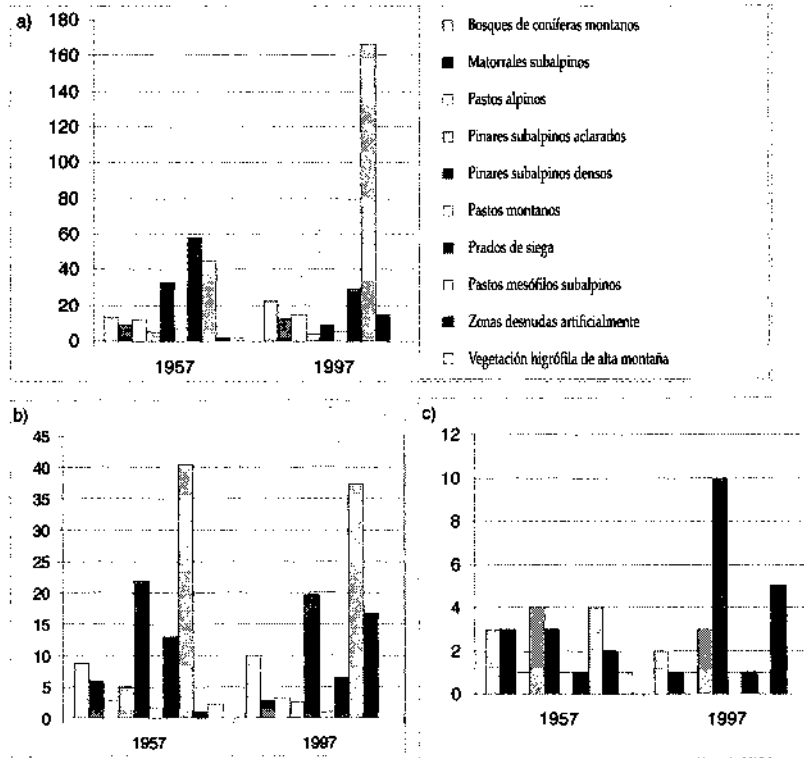 a)
180
160
140
120
100
80
60
40
20
0
1957
1997
Bosques de coníferas montanos
Matorrales subalpinos
Pastos alpinos
Pinares subalpinos aclarados
Pinares subalpinos densos
Pastos montanos
Prados de siega
Pastos mesófilos subalpinos
Zonas desnudas artificialmente
Vegetación higrófila de alta montaña
b)
45
40
35
30
25
20
15
10
5
0
1957
1997
c)
12
10
8
6
4
2
0
1957
1997